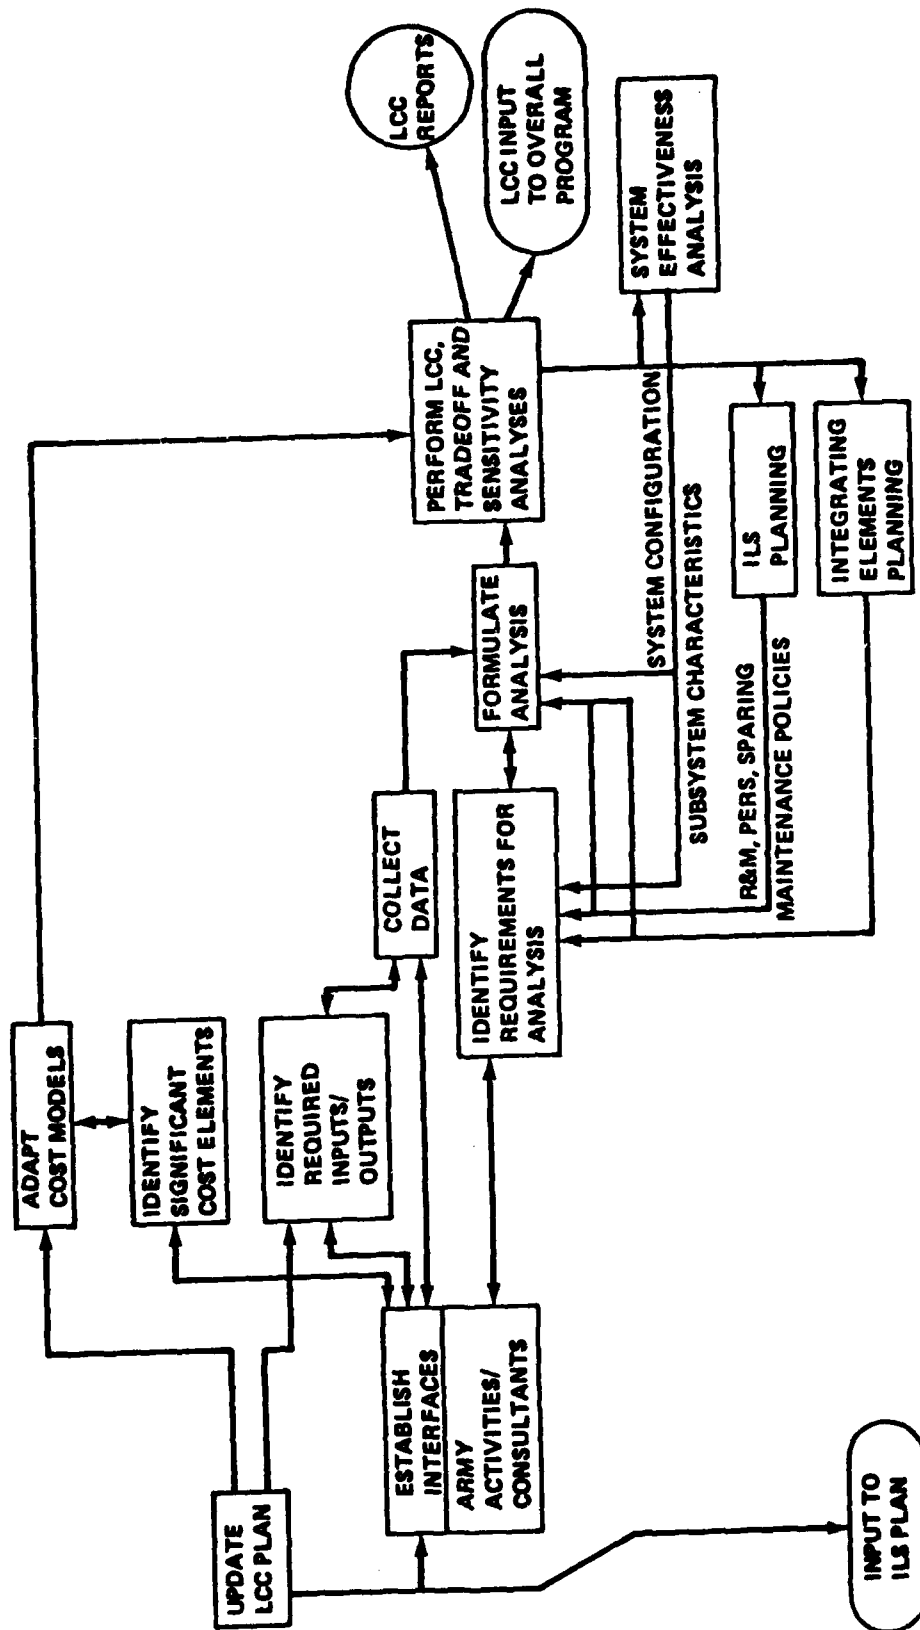 UPDATE
LCC PLAN
INPUT TO
ILS PLAN
ADAPT
COST MODELS
IDENTIFY
SIGNIFICANT
COST ELEMENTS
IDENTIFY
REQUIRED
INPUTS/
OUTPUTS
ESTABLISH
INTERFACES
ARMY
ACTIVITIES/
CONSULTANTS
COLLECT
DATA
IDENTIFY
REQUIREMENTS FOR
ANALYSIS
FORMULATE
ANALYSIS
PERFORM LCC,
TRADEOFF AND
SENSITIVITY
ANALYSES
LCC
REPORTS
LCC INPUT
TO OVERALL
PROGRAM
SYSTEM
EFFECTIVENESS
ANALYSIS
SYSTEM CONFIGURATION
SUBSYSTEM CHARACTERISTICS
ILS
PLANNING
R&M, PERS, SPARING
MAINTENANCE POLICIES
INTEGRATING
ELEMENTS
PLANNING